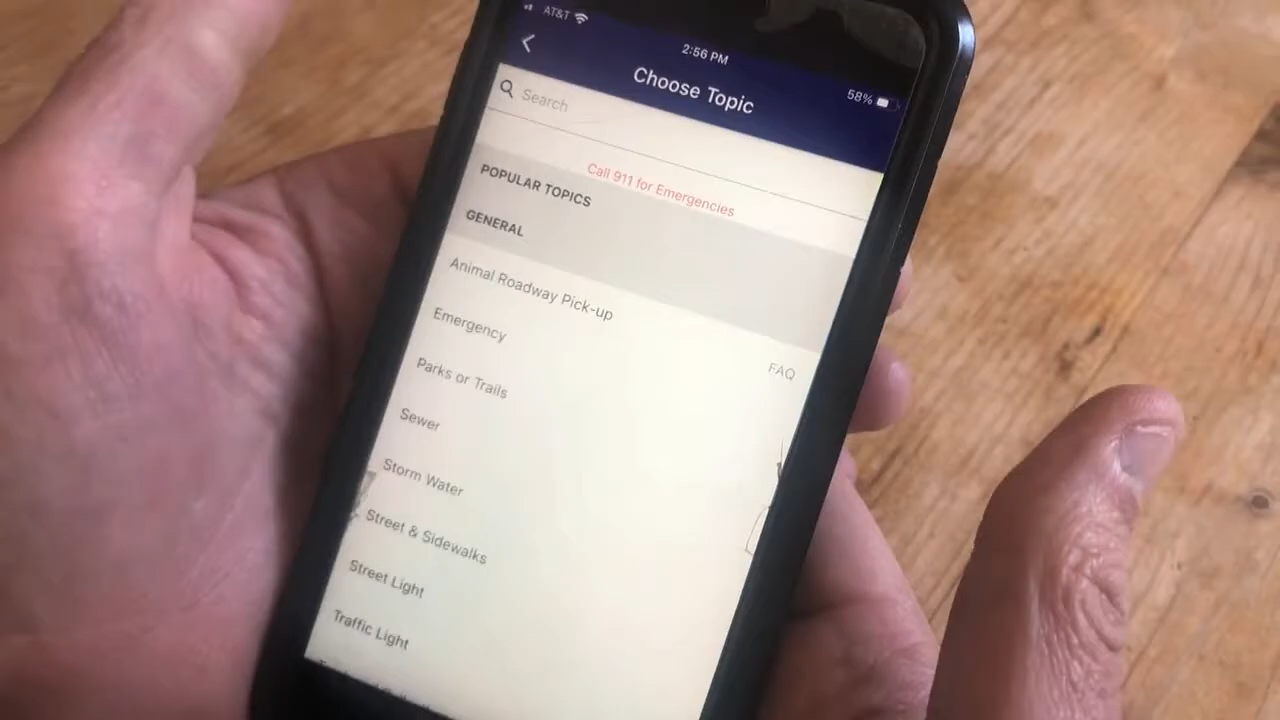 AT&T
2:56 PM
58%
Choose Topic
Search
Call 911 for Emergencies
POPULAR TOPICS
GENERAL
Animal Roadway Pick-up
Emergency
FAQ
Parks or Trails
Sewer
Storm Water
Street & Sidewalks
Street Light
Traffic Light